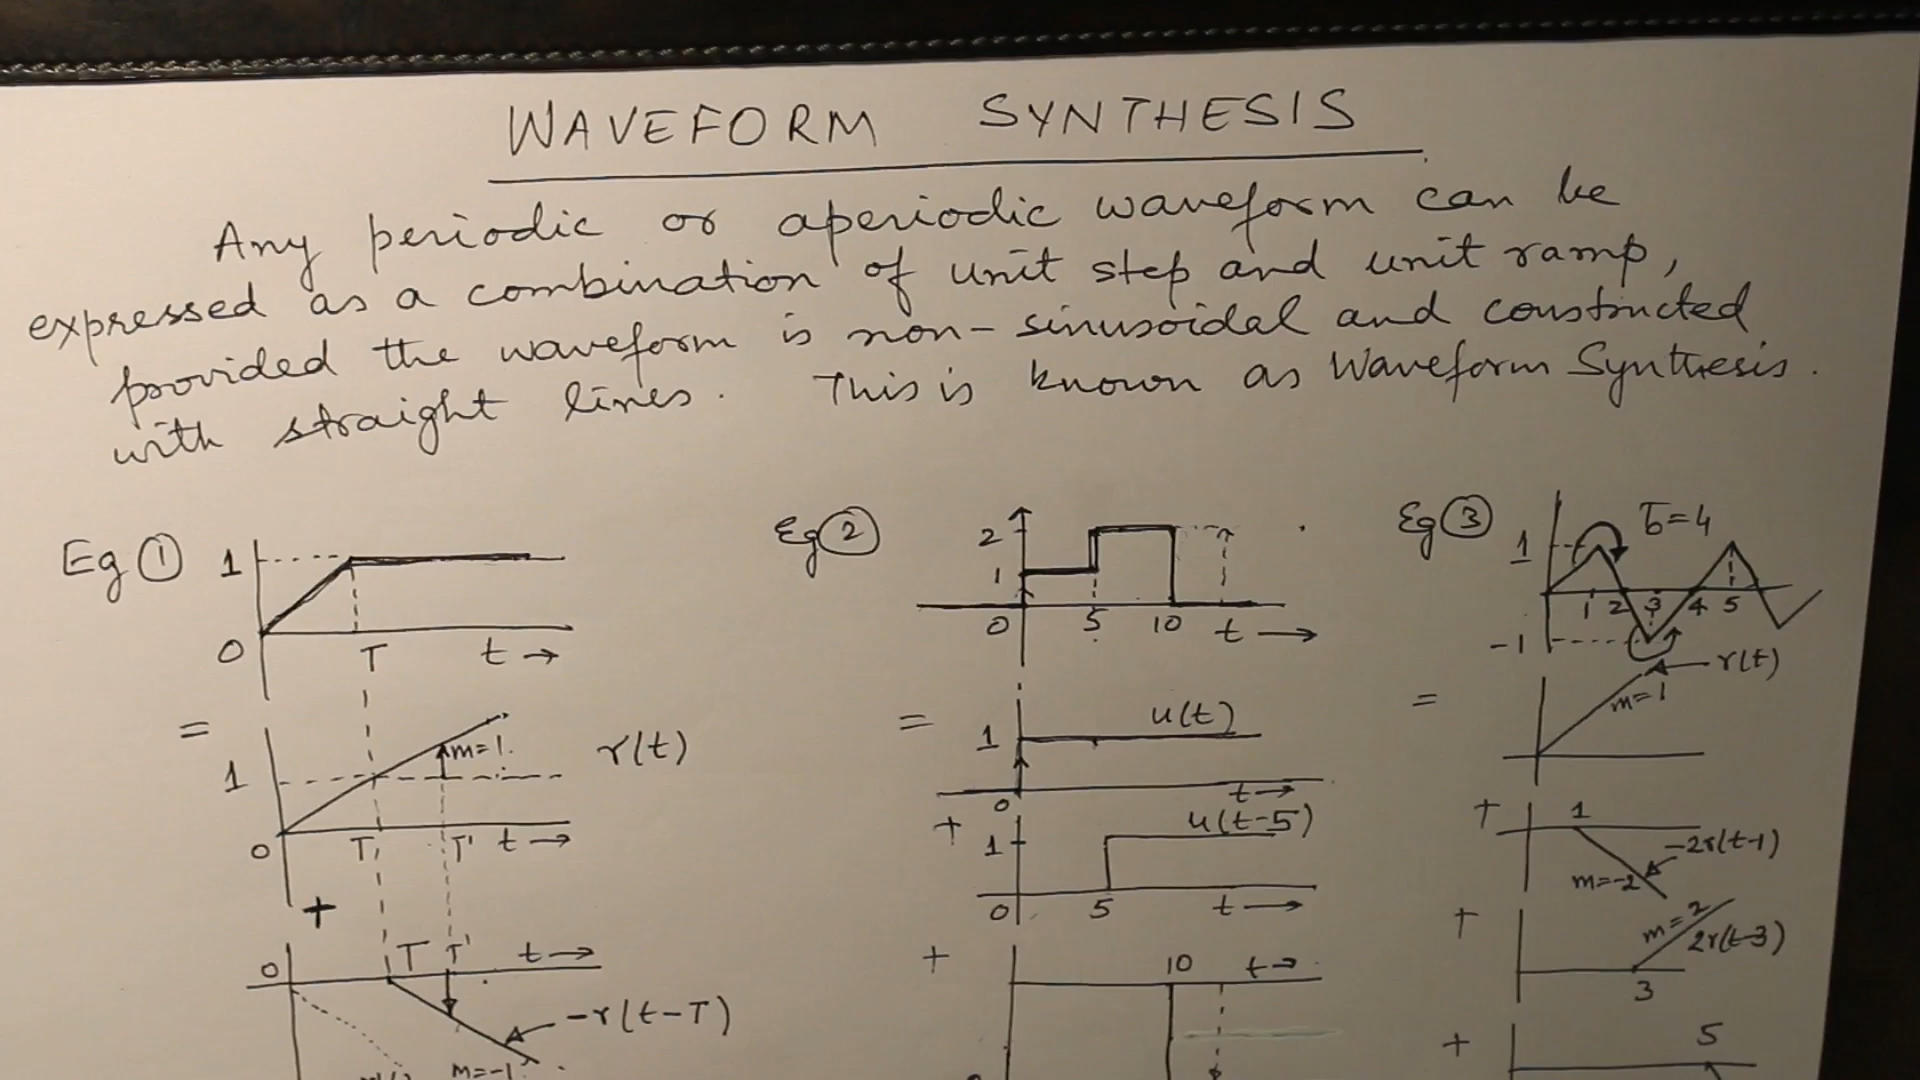 WAVEFORM SYNTHESIS
Any periodic or aperiodic waveform can be
expressed as a combination of unit step and unit ramp,
provided the waveform is non-sinusoidal and constructed
with straight lines. This is known as Waveform Synthesis.
Eg ①
1
0
T
t →
=
1
m=1.
r(t)
0
T
T'
t →
+
0
T
T'
t →
-r(t-T)
m=-1
Eg ②
2
1
0
5
10
t →
=
1
u(t)
0
t →
+
1
u(t-5)
0
5
t →
+
10
t →
Eg ③
1
-1
1 2 3 4 5
=
r(t)
m=1
+
1
-2r(t-1)
m=-2
+
m=2
2r(t-3)
3
+
5